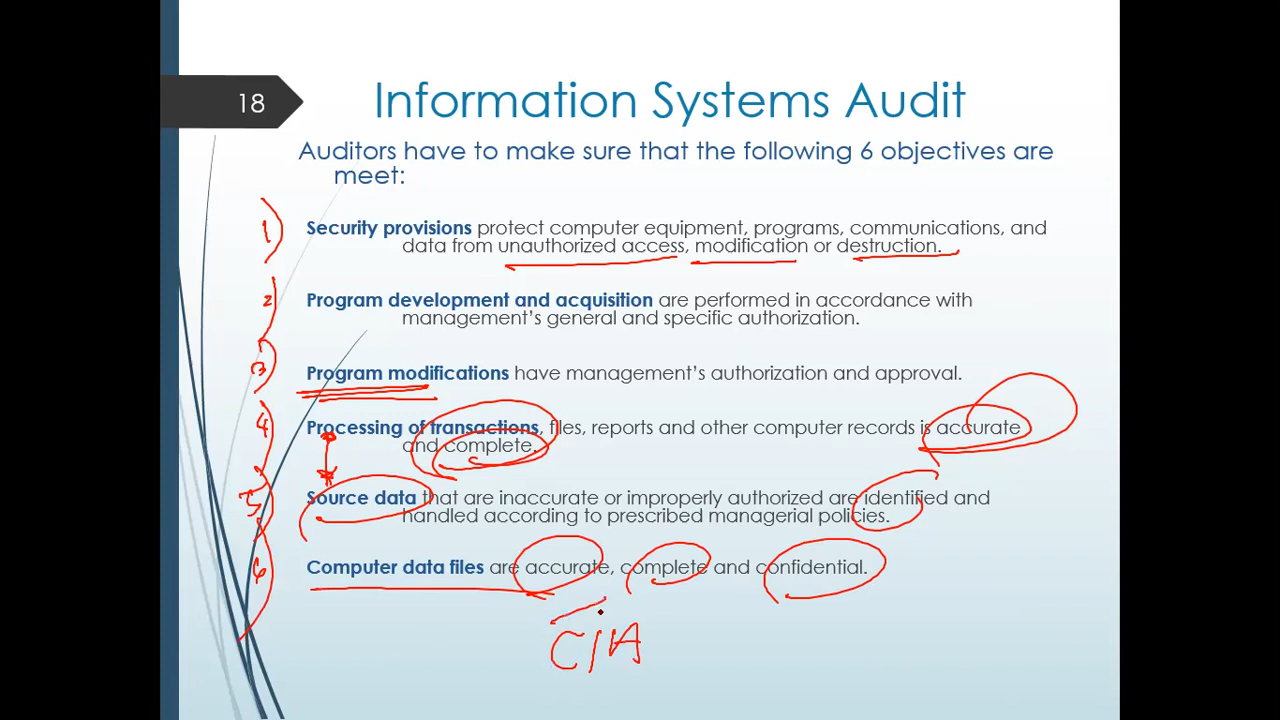 18
Information Systems Audit
Auditors have to make sure that the following 6 objectives are
meet:
1) Security provisions protect computer equipment, programs, communications, and
data from unauthorized access, modification or destruction.
2) Program development and acquisition are performed in accordance with
management's general and specific authorization.
3) Program modifications have management's authorization and approval.
4) Processing of transactions, files, reports and other computer records is accurate
and complete.
5) Source data that are inaccurate or improperly authorized are identified and
handled according to prescribed managerial policies.
6) Computer data files are accurate, complete and confidential.
CIA